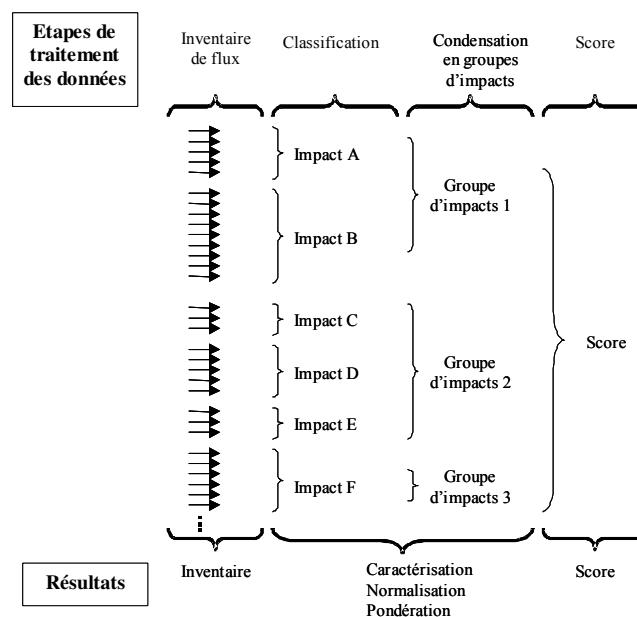 Etapes de
traitement
des données
Inventaire
de flux
Classification
Condensation
en groupes
d'impacts
Score
Impact A
Groupe
d'impacts 1
Impact B
Impact C
Score
Groupe
d'impacts 2
Impact D
Impact E
Impact F
Groupe
d'impacts 3
Résultats
Inventaire
Caractérisation
Normalisation
Pondération
Score